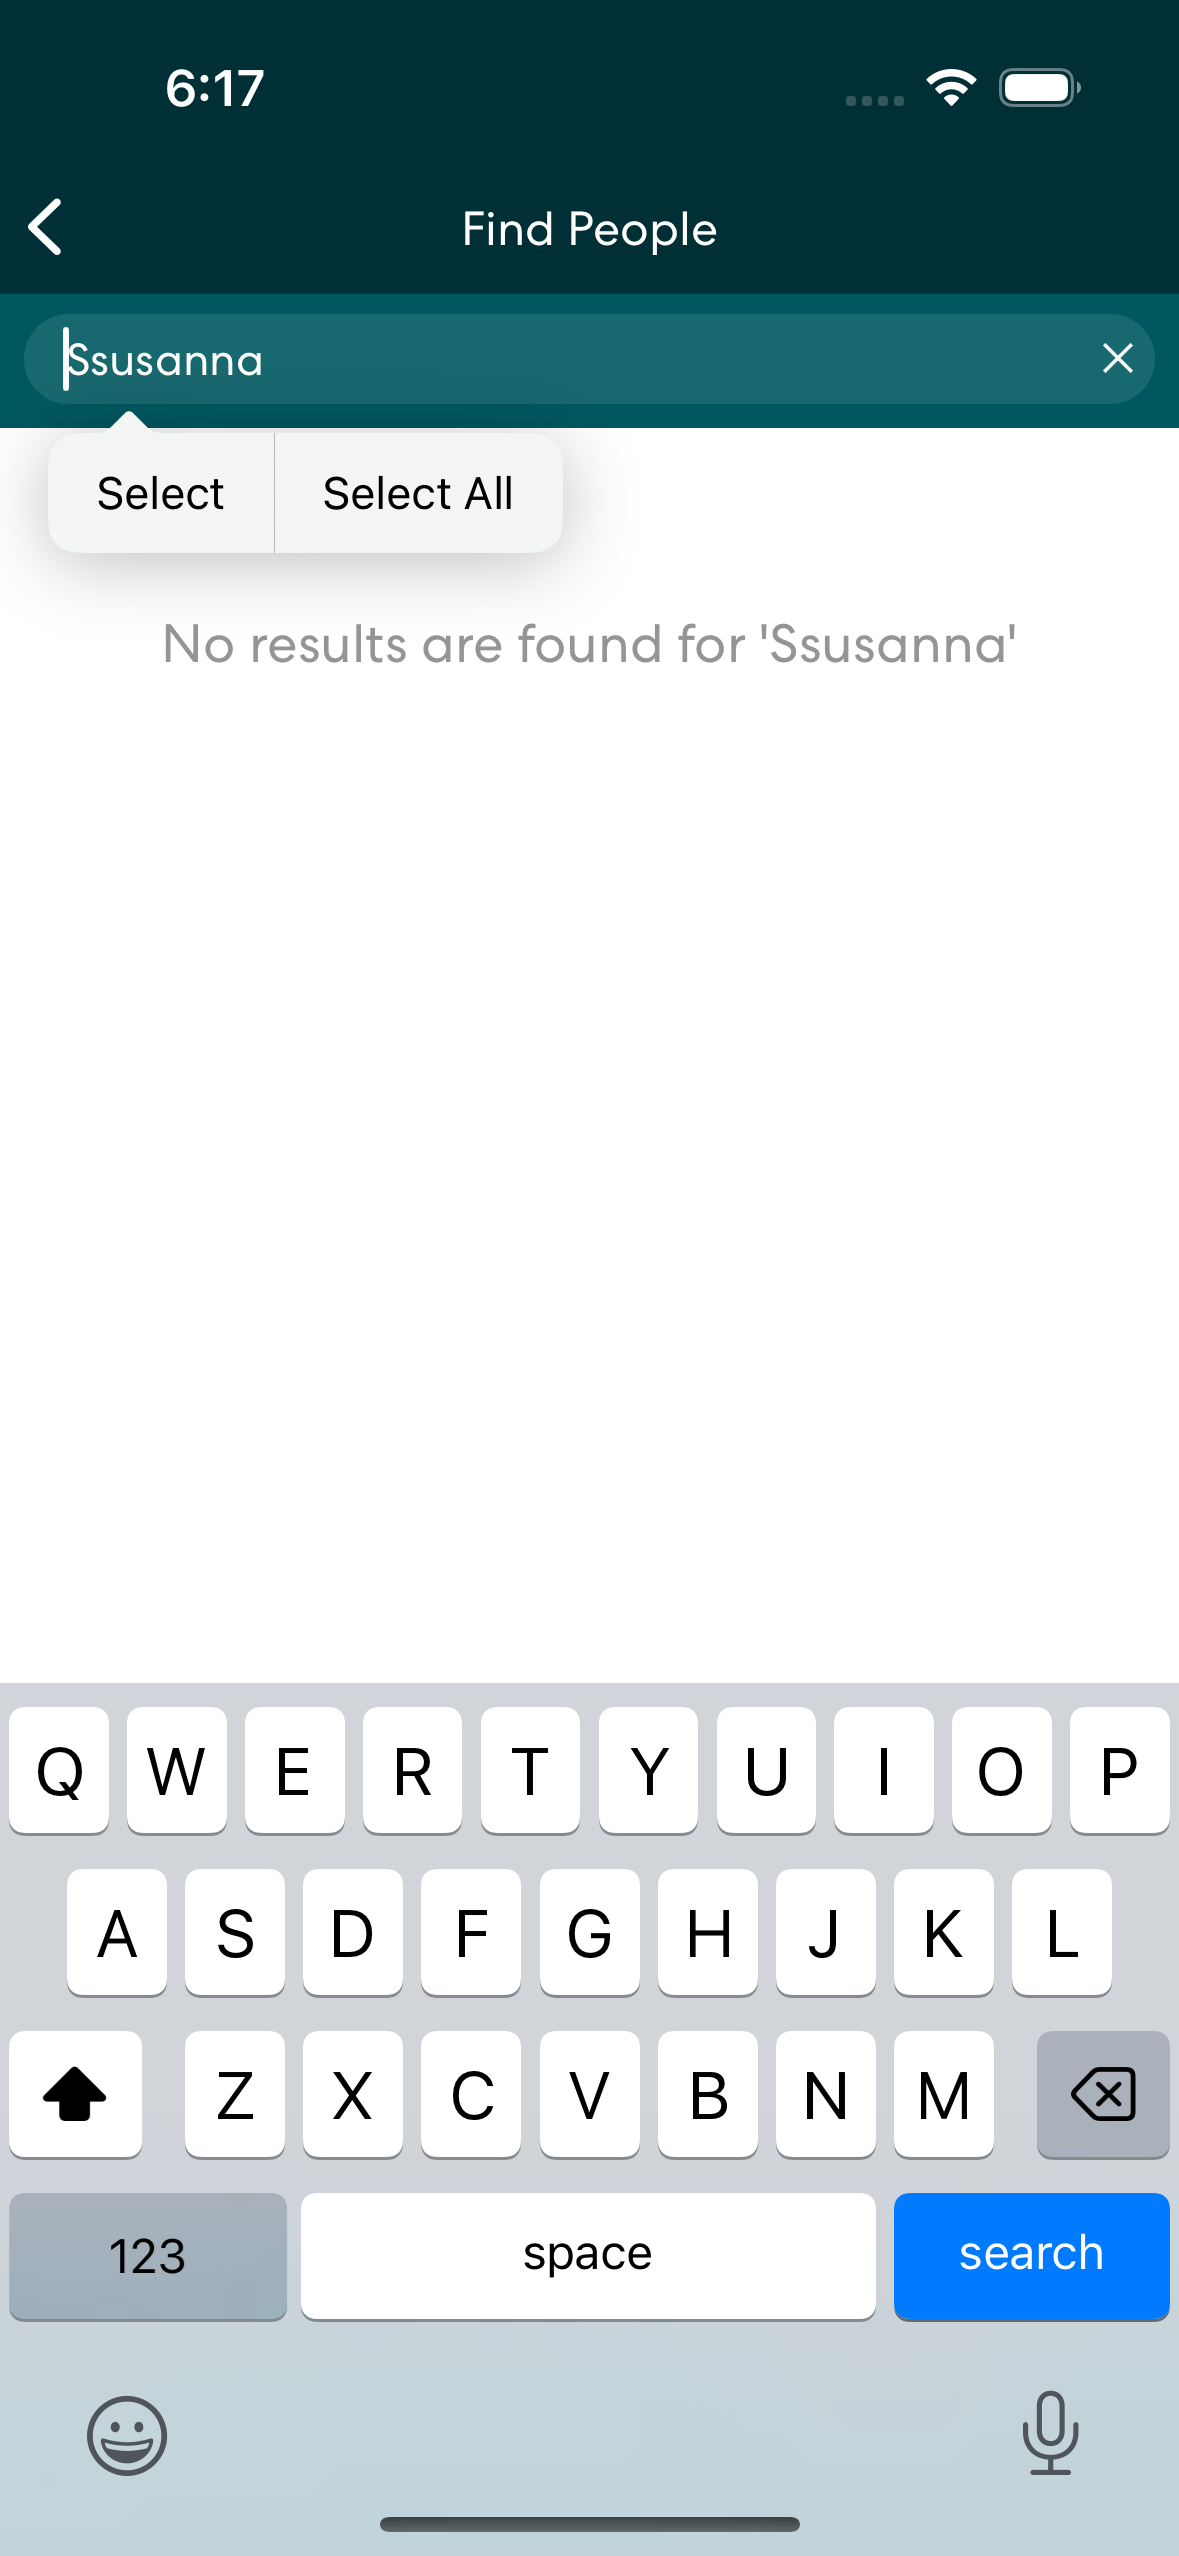 6:17
Find People
Ssusanna
Select Select All
No results are found for 'Ssusanna'
Q W E R T Y U I O P
A S D F G H J K L
Z X C V B N M
123 space search